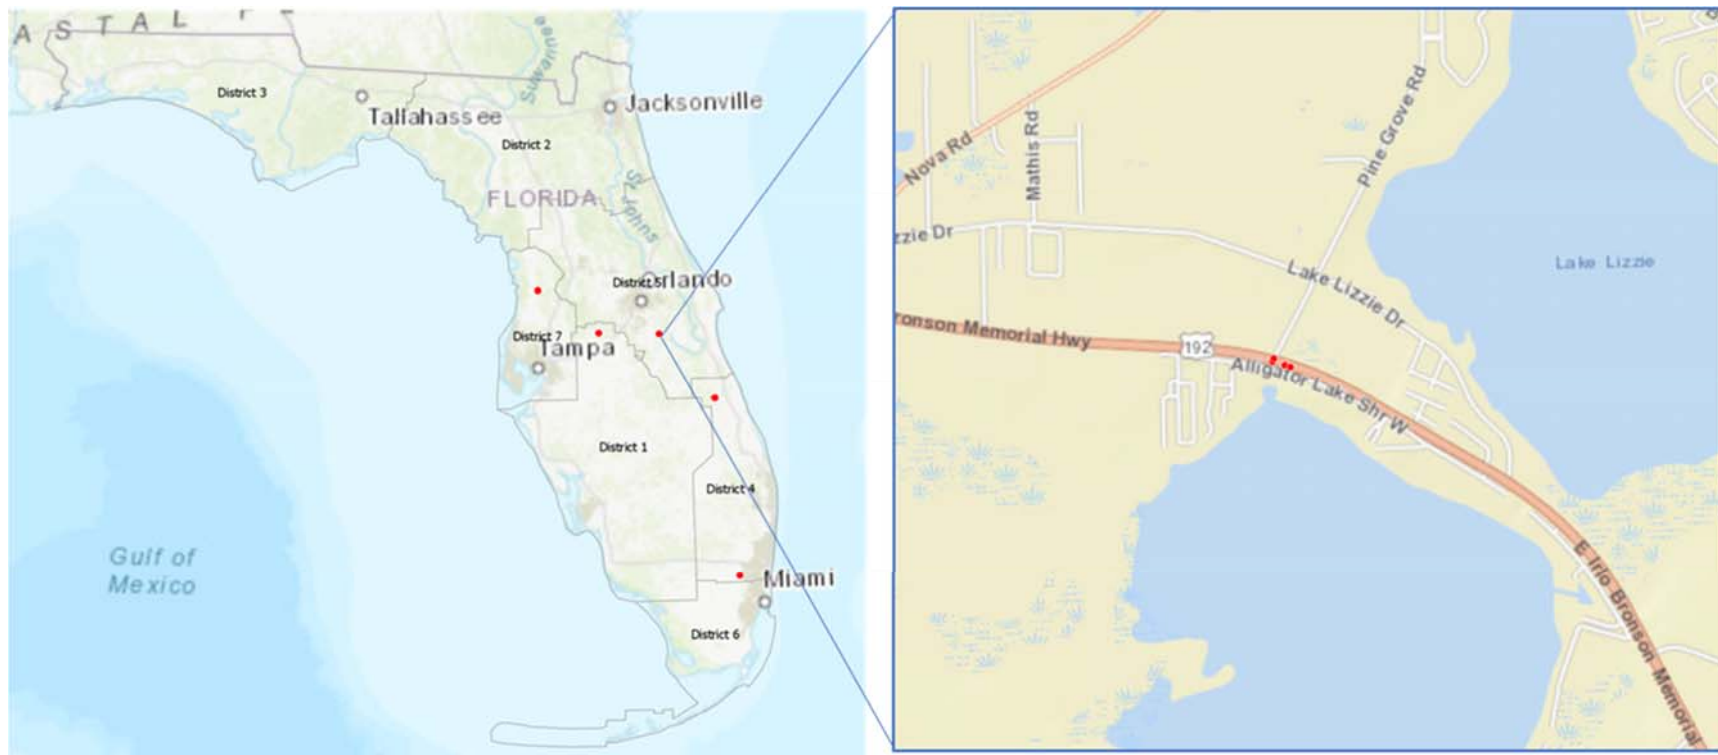 ASTAL PL
District 3
Tallahassee
Suwannee
Jacksonville
District 2
FLORIDA
St Johns
Orlando
District 5
District 7
Tampa
District 1
District 4
Gulf of
Mexico
Miami
District 6
Nova Rd
Mathis Rd
Pine Grove Rd
zzie Dr
Lake Lizzie Dr
Lake Lizzie
ronson Memorial Hwy
192
Alligator Lake Shr W
E Irlo Bronson Memorial